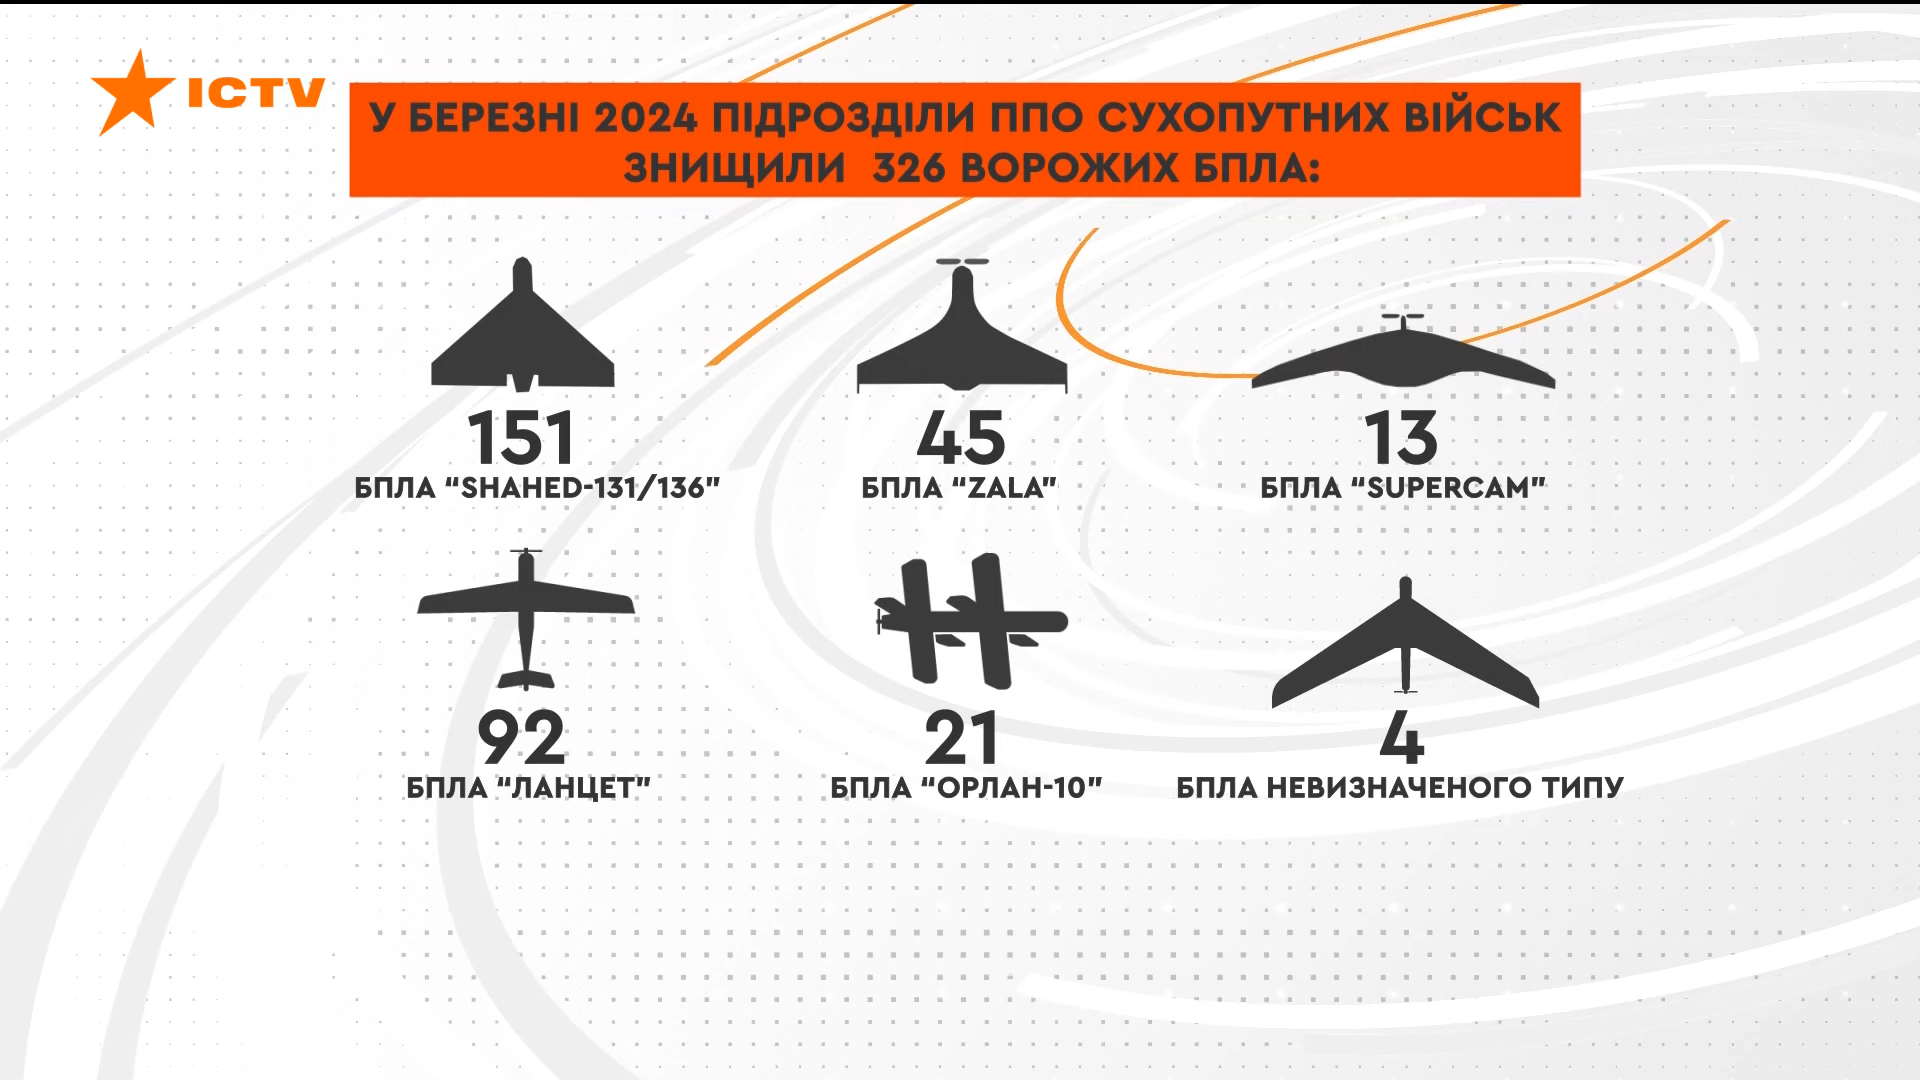 ICTV
У БЕРЕЗНІ 2024 ПІДРОЗДІЛИ ППО СУХОПУТНИХ ВІЙСЬК
ЗНИЩИЛИ 326 ВОРОЖИХ БПЛА:
151
БПЛА “SHAHED-131/136”
45
БПЛА “ZALA”
13
БПЛА “SUPERCAM”
92
БПЛА “ЛАНЦЕТ”
21
БПЛА “ОРЛАН-10”
4
БПЛА НЕВИЗНАЧЕНОГО ТИПУ